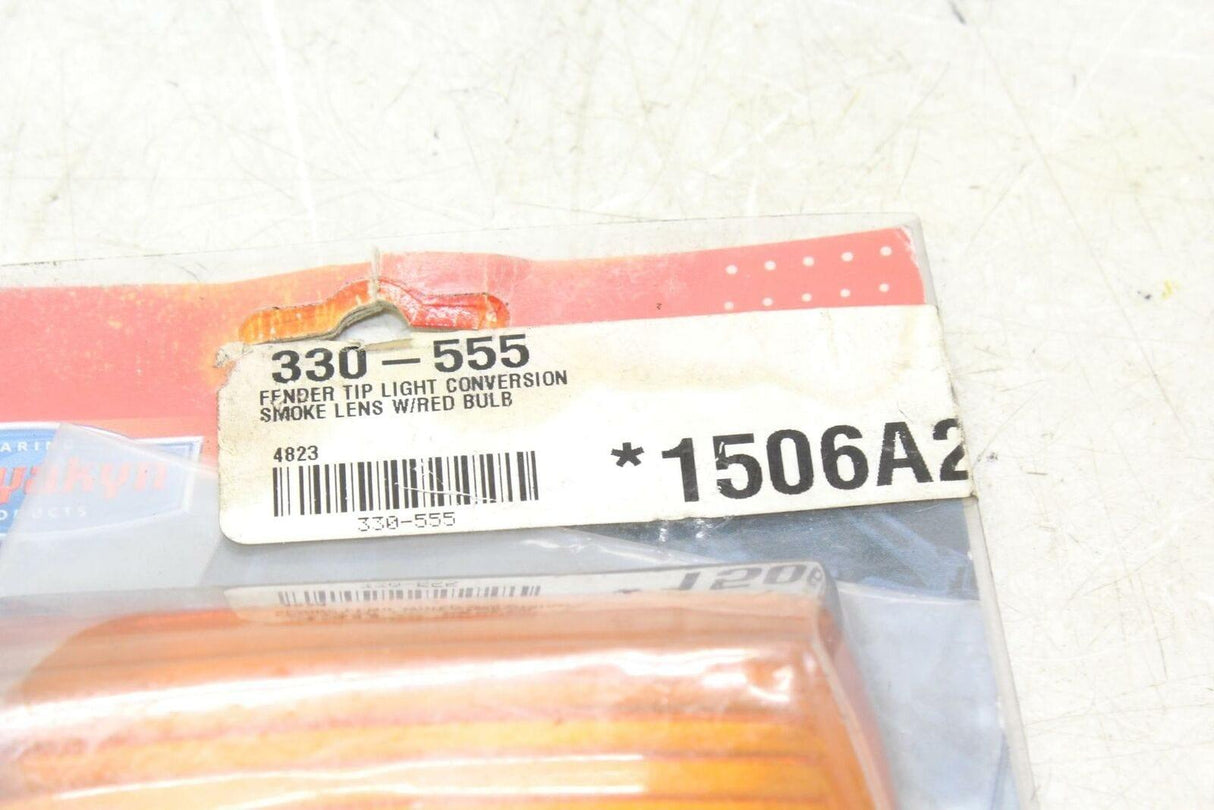 330-555
FENDER TIP LIGHT CONVERSION
SMOKE LENS W/RED BULB
4823
*1506A2
330-555